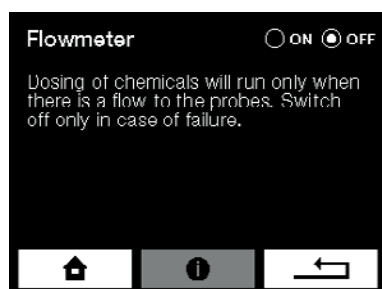 Flowmeter ON OFF
Dosing of chemicals will run only when
there is a flow to the probes. Switch
off only in case of failure.